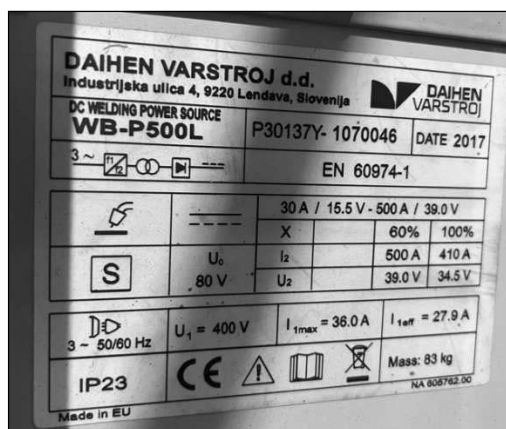 DAIHEN VARSTROJ d.d.
Industrijska ulica 4, 9220 Lendava, Slovenija
DAIHEN
VARSTROJ
DC WELDING POWER SOURCE
WB-P500L
P30137Y-1070046
DATE 2017
3 ~ f1 f2
EN 60974-1
30 A / 15.5 V - 500 A / 39.0 V
X 60% 100%
S
U₀
80 V
I₂ 500 A 410 A
U₂ 39.0 V 34.5 V
3 ~ 50/60 Hz
U₁ = 400 V
I₁max = 36.0 A
I₁eff = 27.9 A
IP23
CE
Mass: 83 kg
NA 605762.00
Made in EU